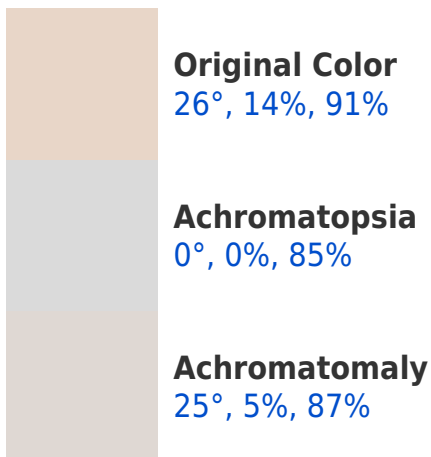 Original Color
26°, 14%, 91%
Achromatopsia
0°, 0%, 85%
Achromatomaly
25°, 5%, 87%